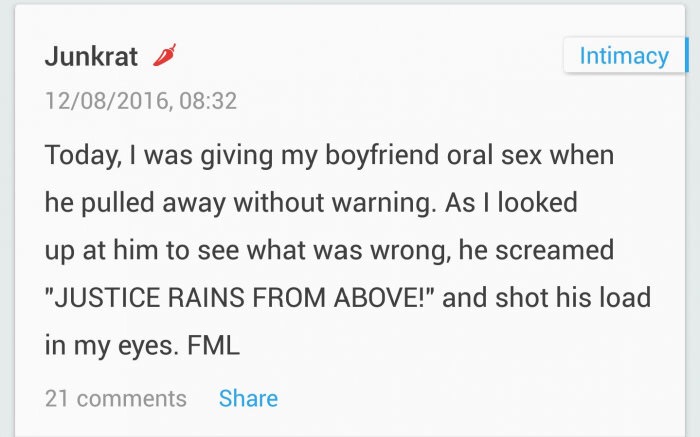 Junkrat
Intimacy
12/08/2016, 08:32
Today, I was giving my boyfriend oral sex when
he pulled away without warning. As I looked
up at him to see what was wrong, he screamed
"JUSTICE RAINS FROM ABOVE!" and shot his load
in my eyes. FML
21 comments Share